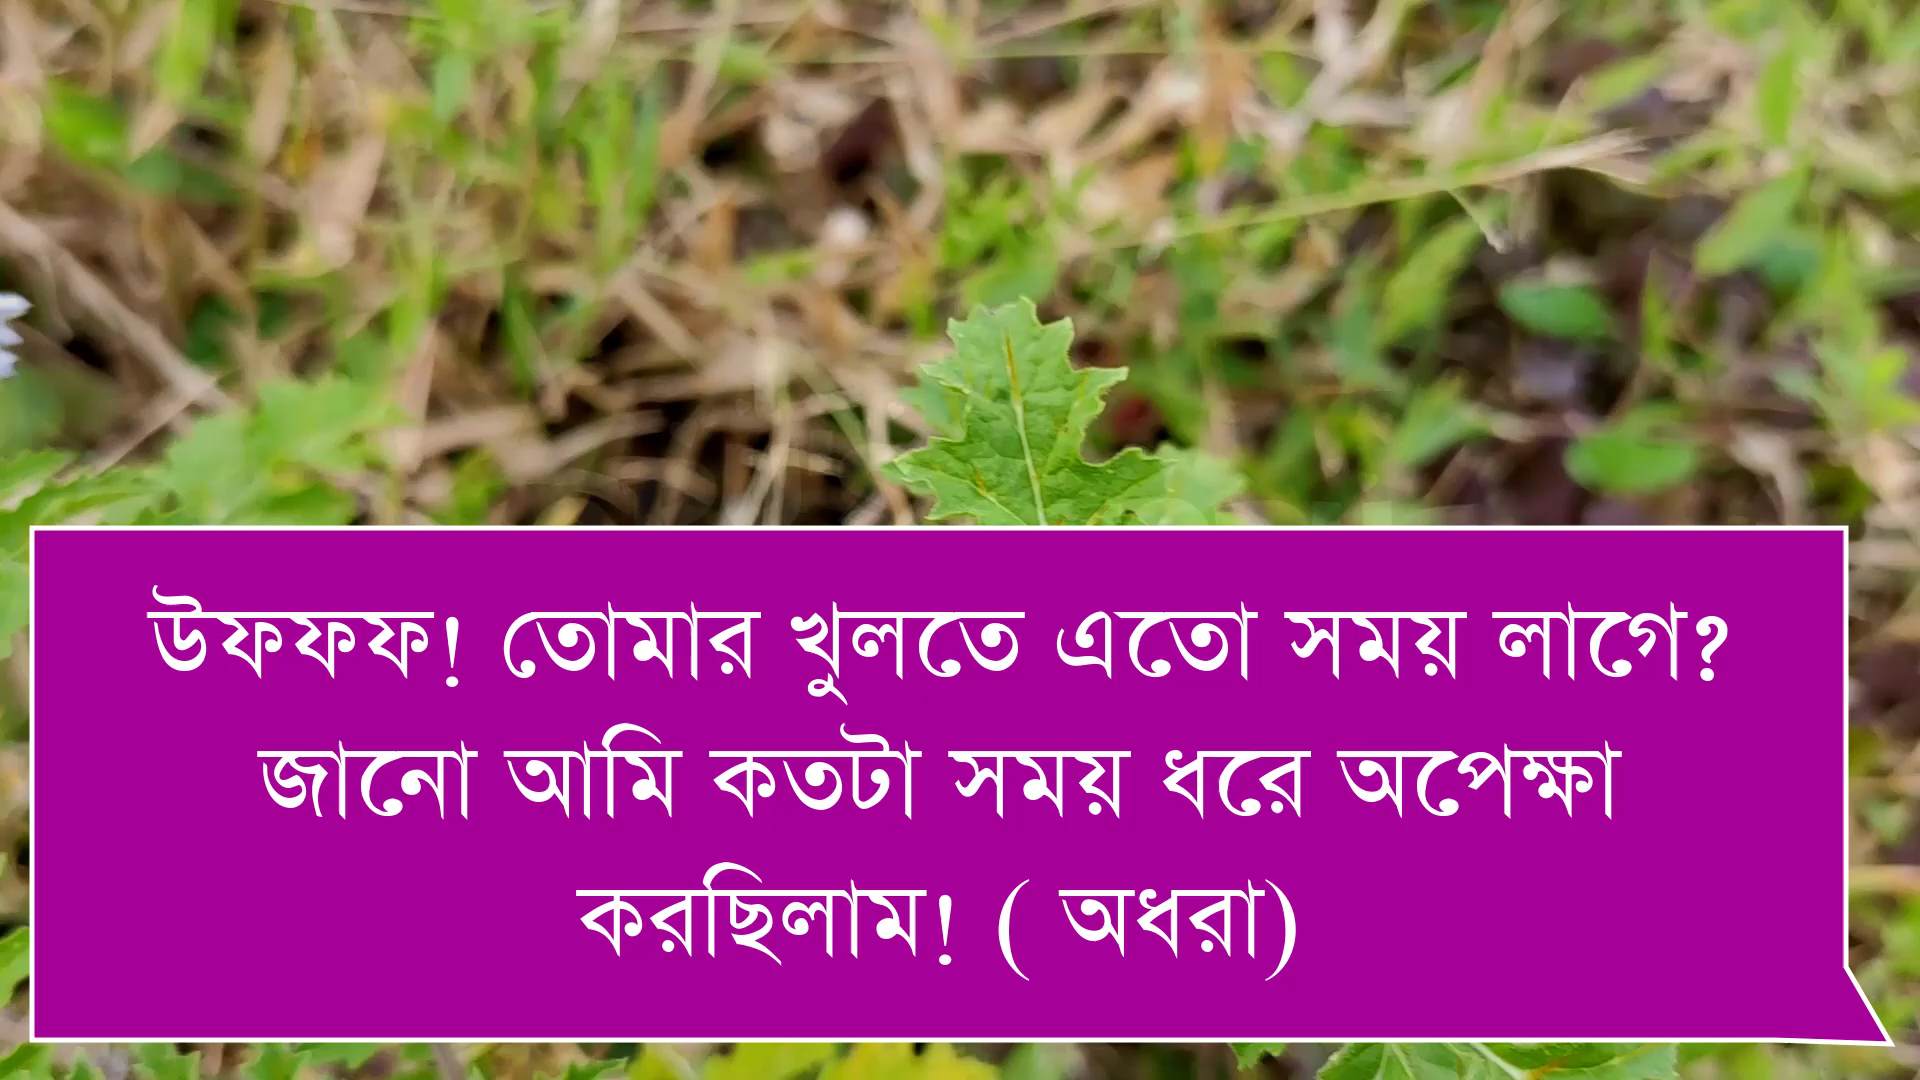 উফফফ! তোমার খুলতে এতো সময় লাগে?
জানো আমি কতটা সময় ধরে অপেক্ষা
করছিলাম! ( অধরা)